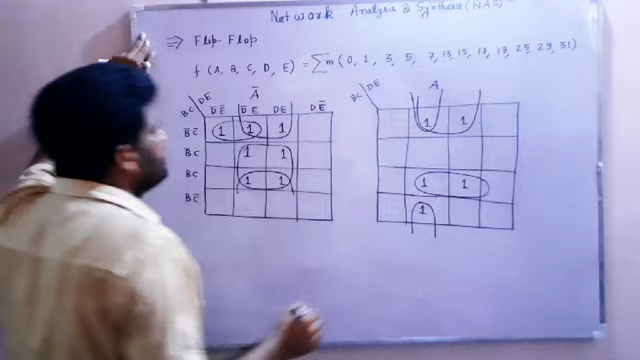 Network Analysis & Synthesis (NAS)
⇒ Flip-Flop
f (A, B, C, D, E) = Σm (0, 1, 3, 5, 7, 13, 15, 17, 19, 25, 29, 31)
Ā A
BC DE D̄Ē D̄E DE DĒ BC DE
B̄C̄ 1 1 1 1 1
B̄C 1 1
BC 1 1 1 1
BC̄ 1